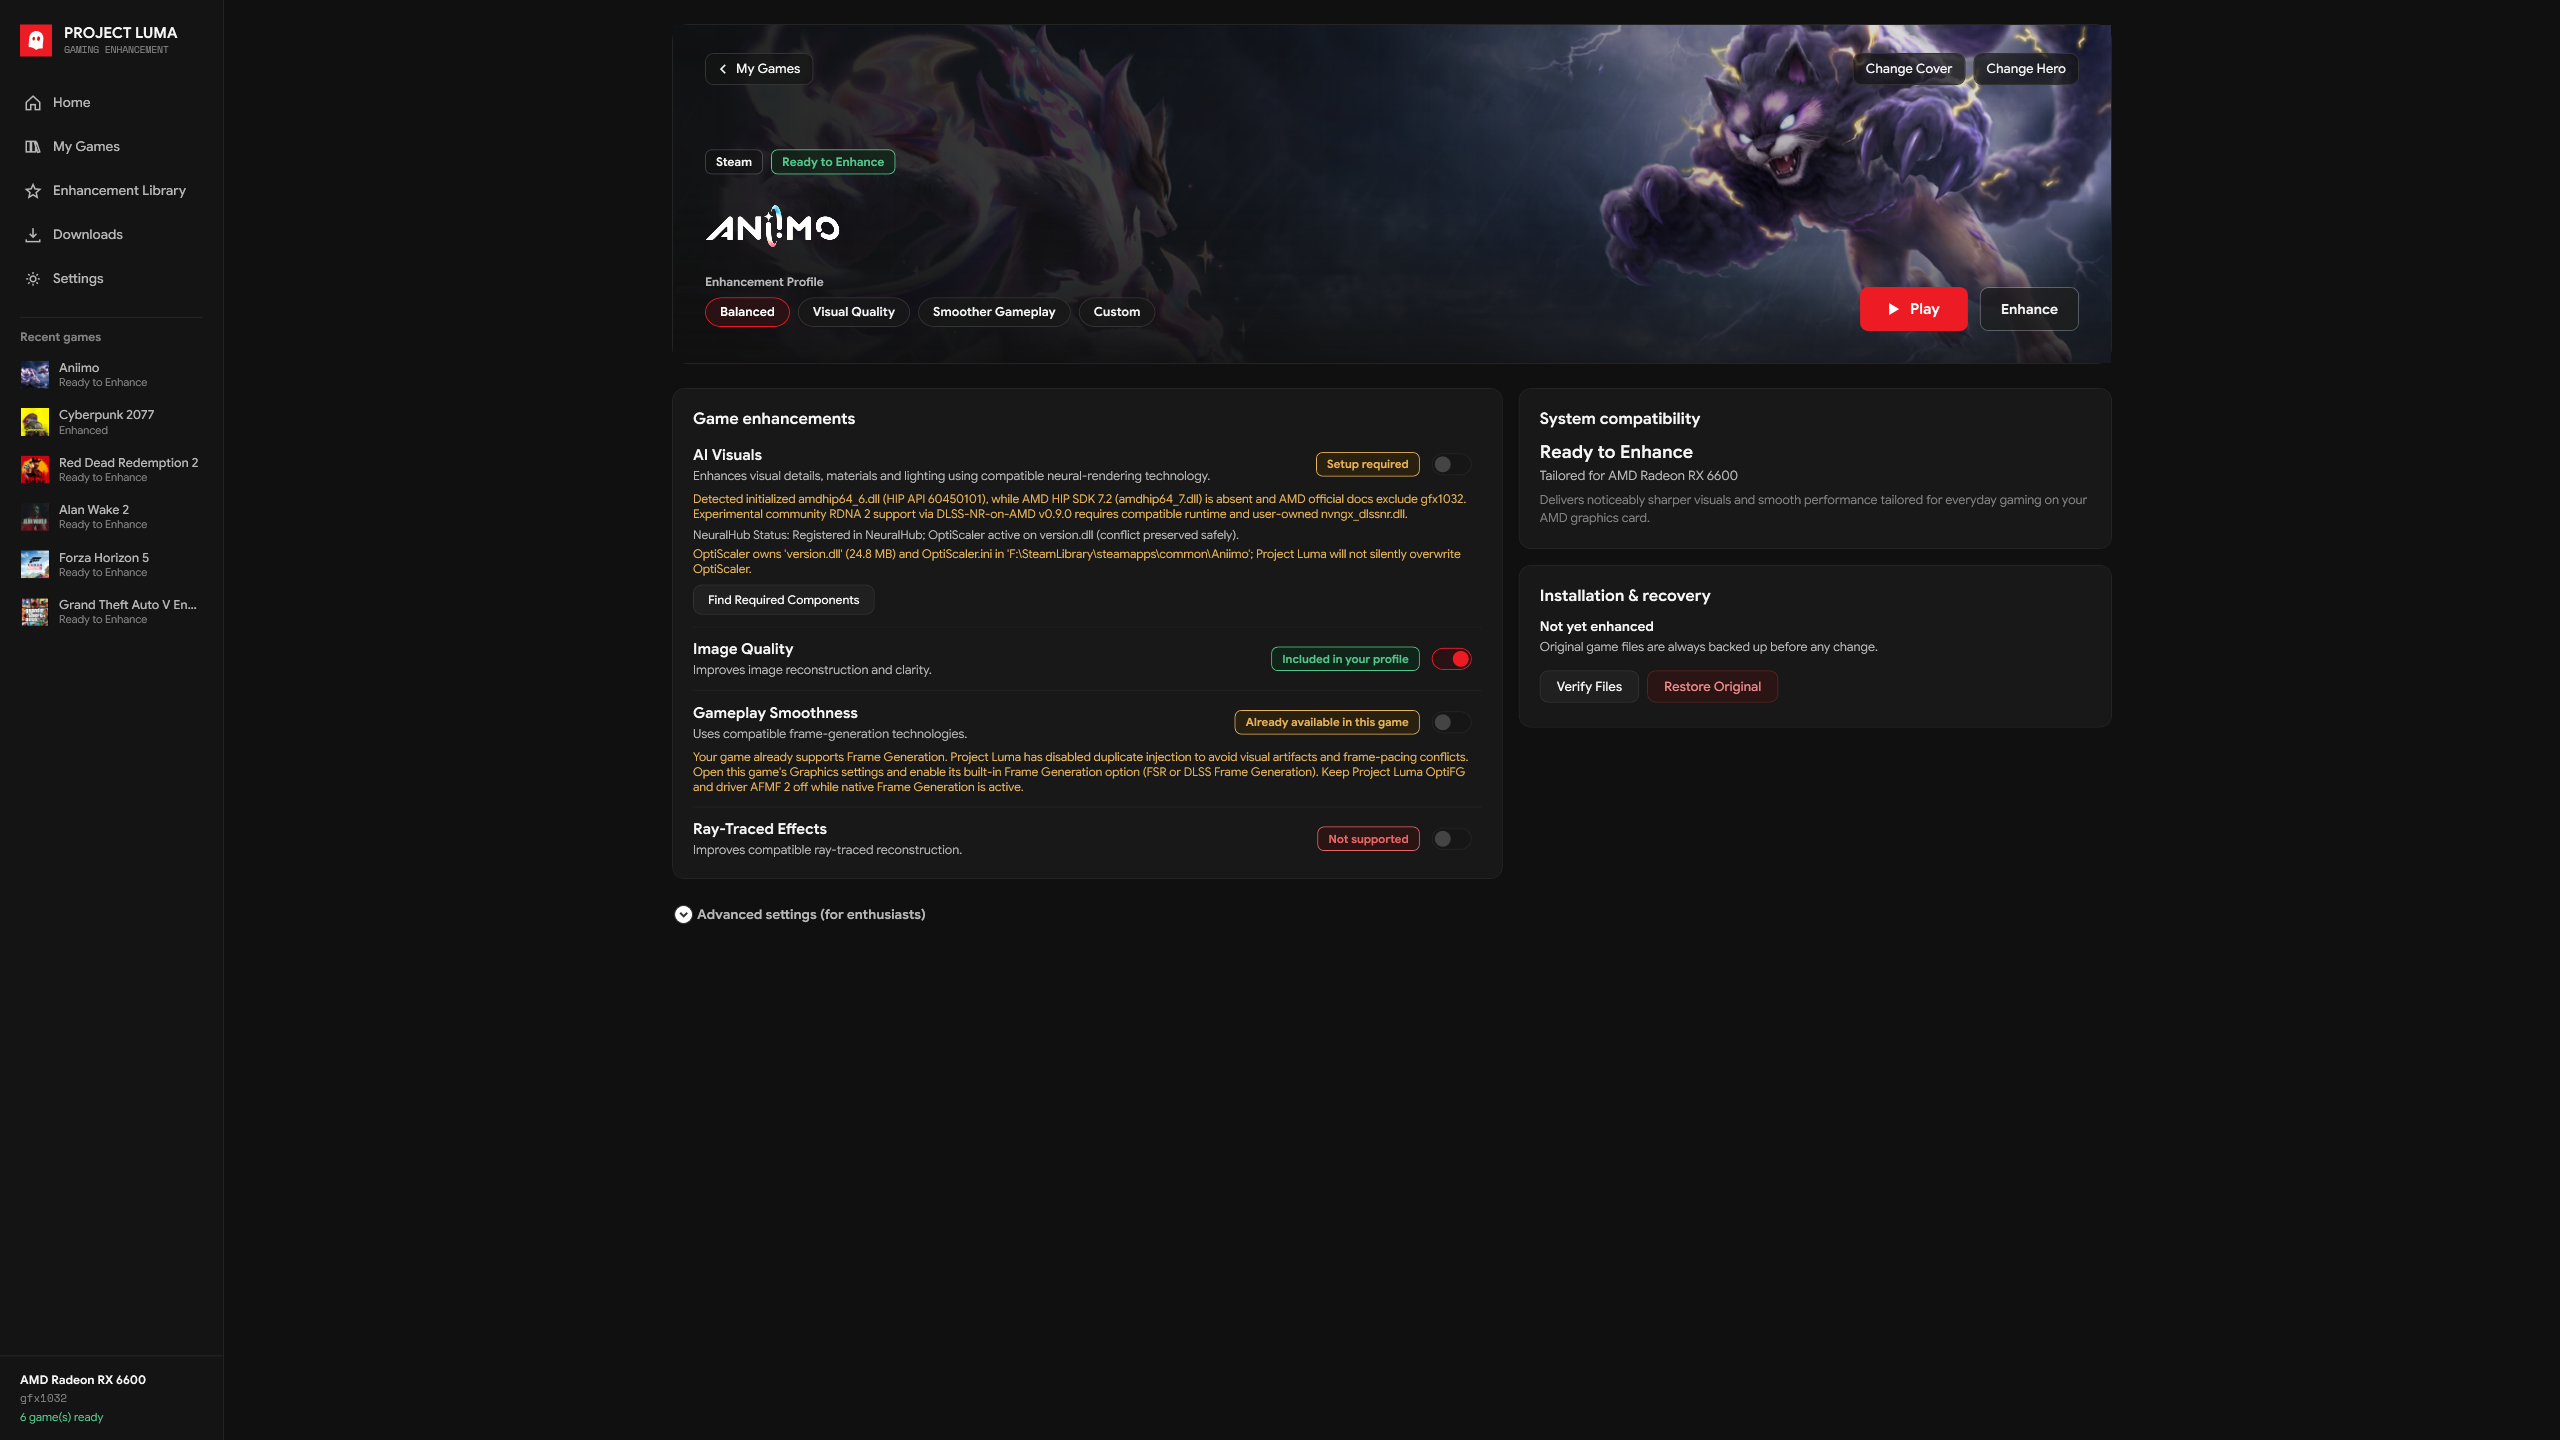 PROJECT LUMA
GAMING ENHANCEMENT
Home
My Games
Enhancement Library
Downloads
Settings
Recent games
Aniimo
Ready to Enhance
Cyberpunk 2077
Enhanced
Red Dead Redemption 2
Ready to Enhance
Alan Wake 2
Ready to Enhance
Forza Horizon 5
Ready to Enhance
Grand Theft Auto V En...
Ready to Enhance
AMD Radeon RX 6600
gfx1032
6 game(s) ready
My Games
Change Cover
Change Hero
Steam
Ready to Enhance
ANIIMO
Enhancement Profile
Balanced
Visual Quality
Smoother Gameplay
Custom
Play
Enhance
Game enhancements
AI Visuals
Enhances visual details, materials and lighting using compatible neural-rendering technology.
Setup required
Detected initialized amdhip64_6.dll (HIP API 60450101), while AMD HIP SDK 7.2 (amdhip64_7.dll) is absent and AMD official docs exclude gfx1032.
Experimental community RDNA 2 support via DLSS-NR-on-AMD v0.9.0 requires compatible runtime and user-owned nvngx_dlssnr.dll.
NeuralHub Status: Registered in NeuralHub; OptiScaler active on version.dll (conflict preserved safely).
OptiScaler owns 'version.dll' (24.8 MB) and OptiScaler.ini in 'F:\SteamLibrary\steamapps\common\Aniimo'; Project Luma will not silently overwrite
OptiScaler.
Find Required Components
Image Quality
Improves image reconstruction and clarity.
Included in your profile
Gameplay Smoothness
Uses compatible frame-generation technologies.
Already available in this game
Your game already supports Frame Generation. Project Luma has disabled duplicate injection to avoid visual artifacts and frame-pacing conflicts.
Open this game's Graphics settings and enable its built-in Frame Generation option (FSR or DLSS Frame Generation). Keep Project Luma OptiFG
and driver AFMF 2 off while native Frame Generation is active.
Ray-Traced Effects
Improves compatible ray-traced reconstruction.
Not supported
Advanced settings (for enthusiasts)
System compatibility
Ready to Enhance
Tailored for AMD Radeon RX 6600
Delivers noticeably sharper visuals and smooth performance tailored for everyday gaming on your
AMD graphics card.
Installation & recovery
Not yet enhanced
Original game files are always backed up before any change.
Verify Files
Restore Original